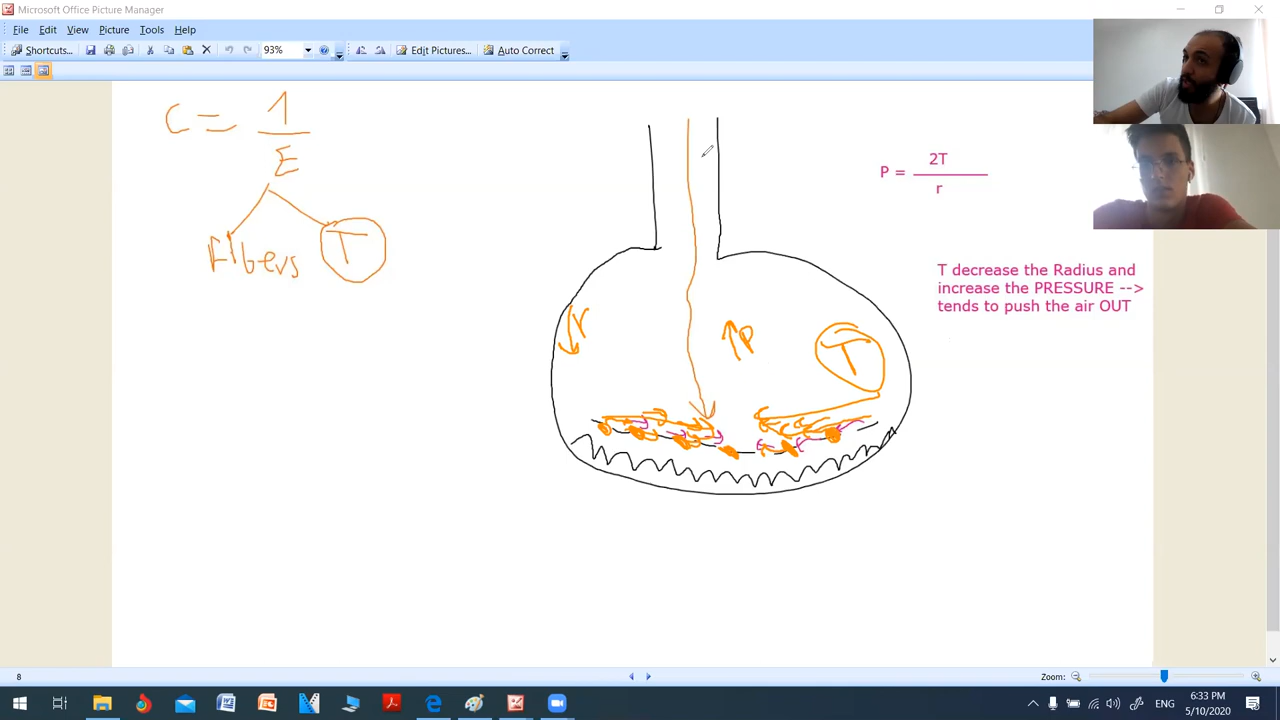 Microsoft Office Picture Manager
File Edit View Picture Tools Help
Shortcuts... 93% Edit Pictures... Auto Correct
C = 1
E
Fibers T
P = 2T
r
T decrease the Radius and
increase the PRESSURE -->
tends to push the air OUT
r
P
T
8
Zoom:
ENG
6:33 PM
5/10/2020